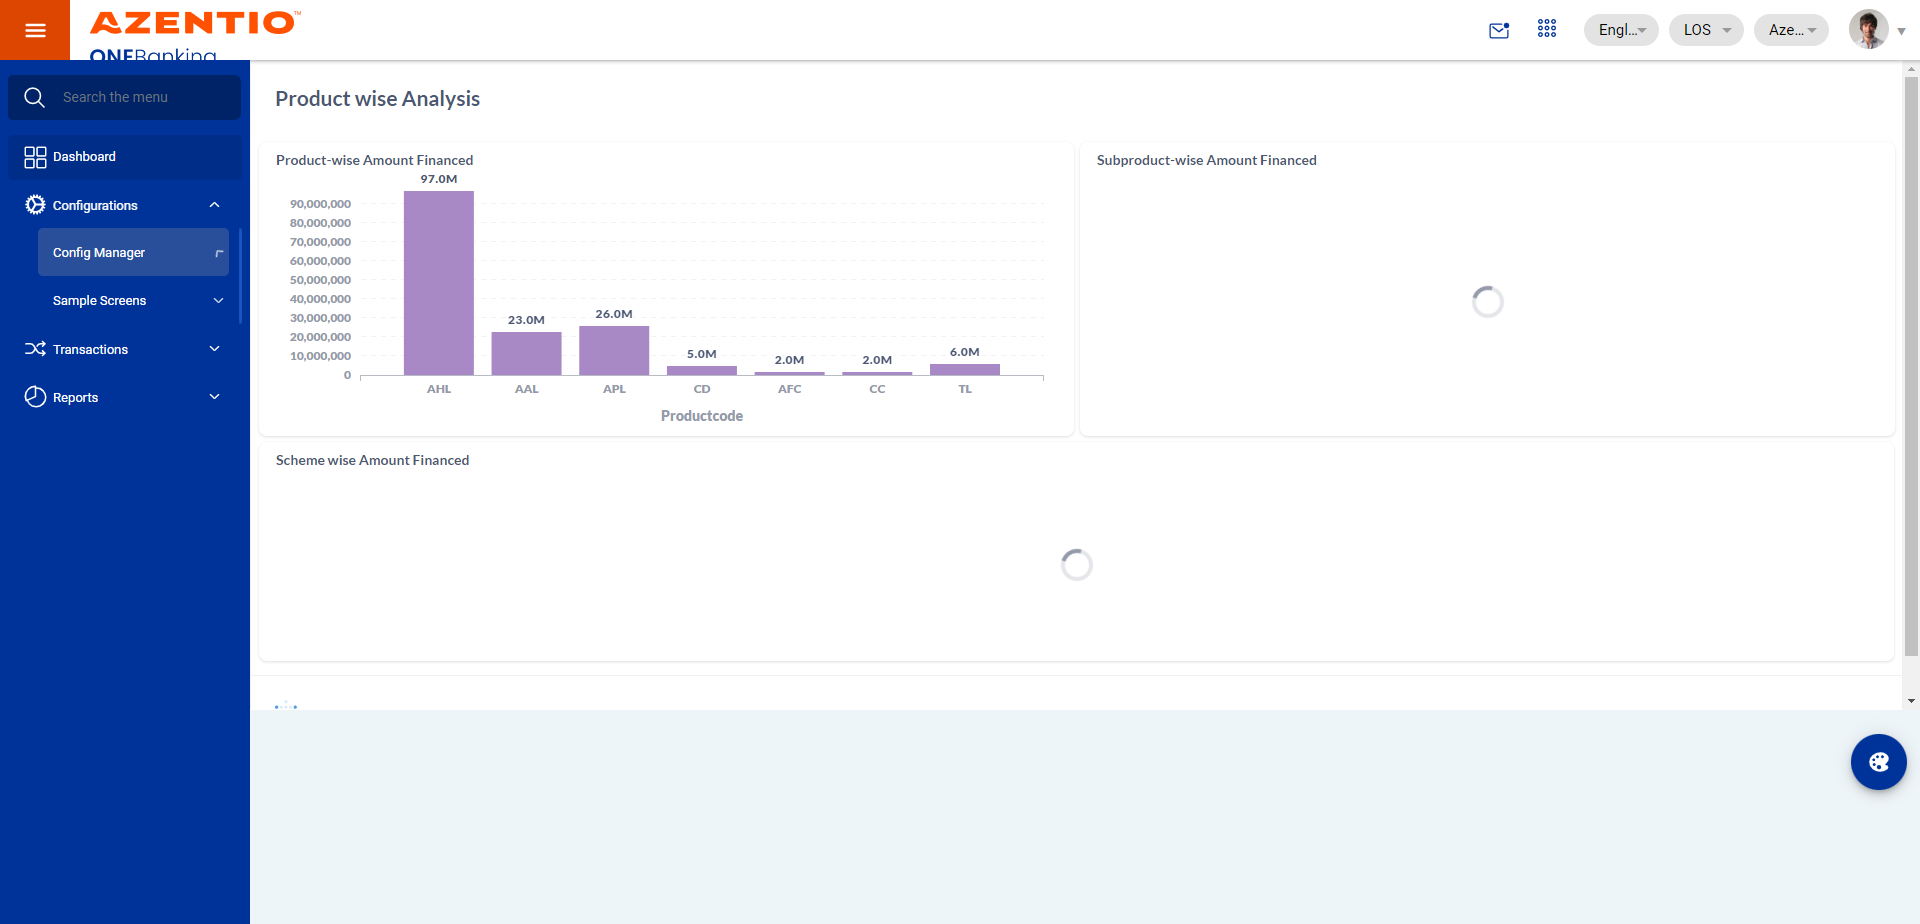 AZENTIO™
ONEBanking
Engl...
LOS
Aze...
Search the menu
Dashboard
Configurations
Config Manager
Sample Screens
Transactions
Reports
Product wise Analysis
Product-wise Amount Financed
97.0M
90,000,000
80,000,000
70,000,000
60,000,000
50,000,000
40,000,000
30,000,000
20,000,000
10,000,000
0
23.0M
26.0M
5.0M
2.0M
2.0M
6.0M
AHL
AAL
APL
CD
AFC
CC
TL
Productcode
Subproduct-wise Amount Financed
Scheme wise Amount Financed